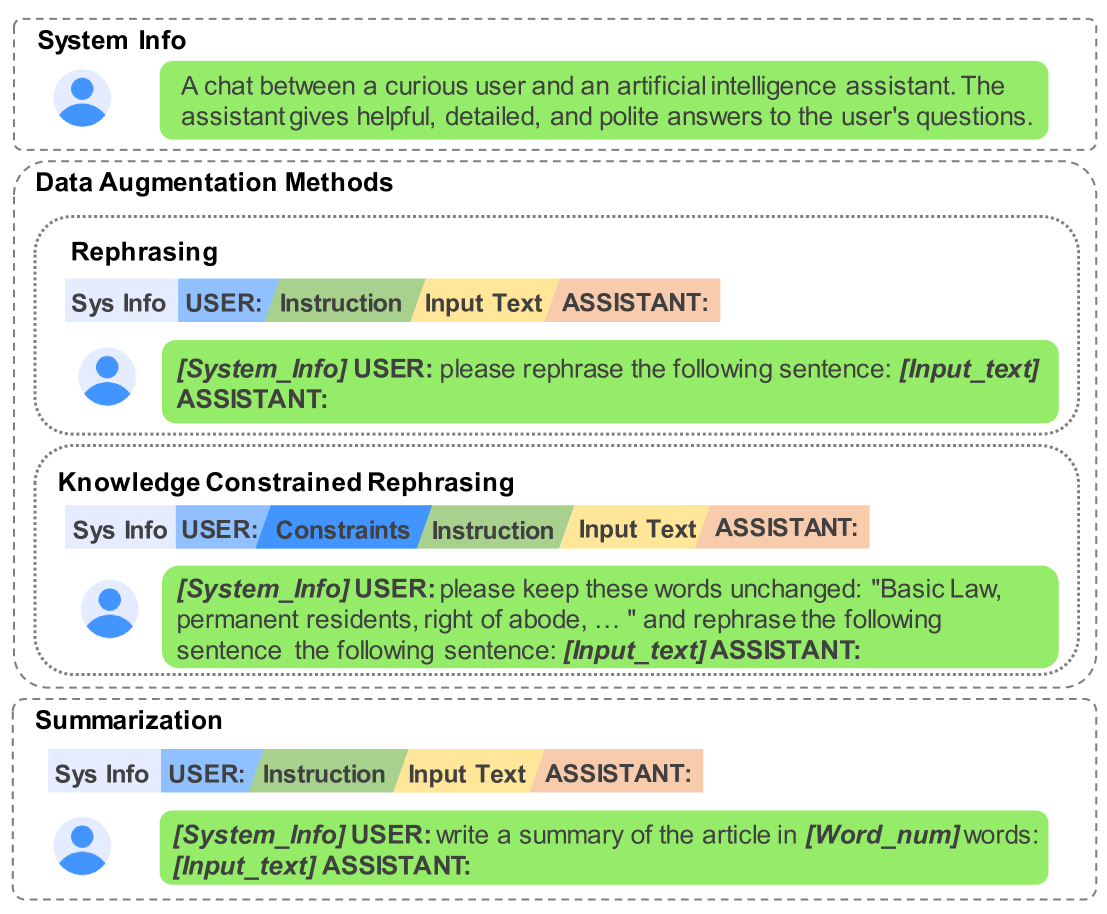 System Info
A chat between a curious user and an artificial intelligence assistant. The
assistant gives helpful, detailed, and polite answers to the user's questions.
Data Augmentation Methods
Rephrasing
Sys Info USER: Instruction Input Text ASSISTANT:
[System_Info] USER: please rephrase the following sentence: [Input_text]
ASSISTANT:
Knowledge Constrained Rephrasing
Sys Info USER: Constraints Instruction Input Text ASSISTANT:
[System_Info] USER: please keep these words unchanged: "Basic Law,
permanent residents, right of abode, … " and rephrase the following
sentence the following sentence: [Input_text] ASSISTANT:
Summarization
Sys Info USER: Instruction Input Text ASSISTANT:
[System_Info] USER: write a summary of the article in [Word_num] words:
[Input_text] ASSISTANT: